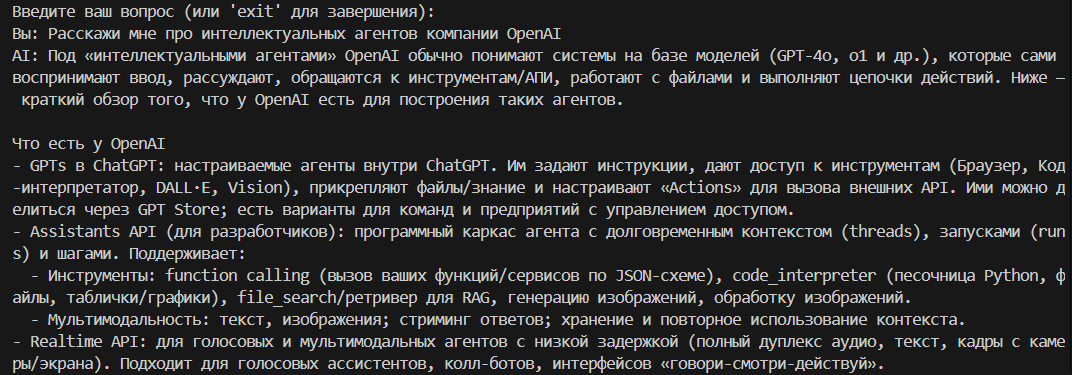 Введите ваш вопрос (или 'exit' для завершения):
Вы: Расскажи мне про интеллектуальных агентов компании OpenAI
AI: Под «интеллектуальными агентами» OpenAI обычно понимают системы на базе моделей (GPT‑4o, o1 и др.), которые сами
воспринимают ввод, рассуждают, обращаются к инструментам/АПИ, работают с файлами и выполняют цепочки действий. Ниже —
 краткий обзор того, что у OpenAI есть для построения таких агентов.

Что есть у OpenAI
- GPTs в ChatGPT: настраиваемые агенты внутри ChatGPT. Им задают инструкции, дают доступ к инструментам (Браузер, Код
-интерпретатор, DALL·E, Vision), прикрепляют файлы/знание и настраивают «Actions» для вызова внешних API. Ими можно д
елиться через GPT Store; есть варианты для команд и предприятий с управлением доступом.
- Assistants API (для разработчиков): программный каркас агента с долговременным контекстом (threads), запусками (run
s) и шагами. Поддерживает:
  - Инструменты: function calling (вызов ваших функций/сервисов по JSON-схеме), code_interpreter (песочница Python, ф
айлы, таблички/графики), file_search/ретривер для RAG, генерацию изображений, обработку изображений.
  - Мультимодальность: текст, изображения; стриминг ответов; хранение и повторное использование контекста.
- Realtime API: для голосовых и мультимодальных агентов с низкой задержкой (полный дуплекс аудио, текст, кадры с каме
ры/экрана). Подходит для голосовых ассистентов, колл-ботов, интерфейсов «говори-смотри-действуй».